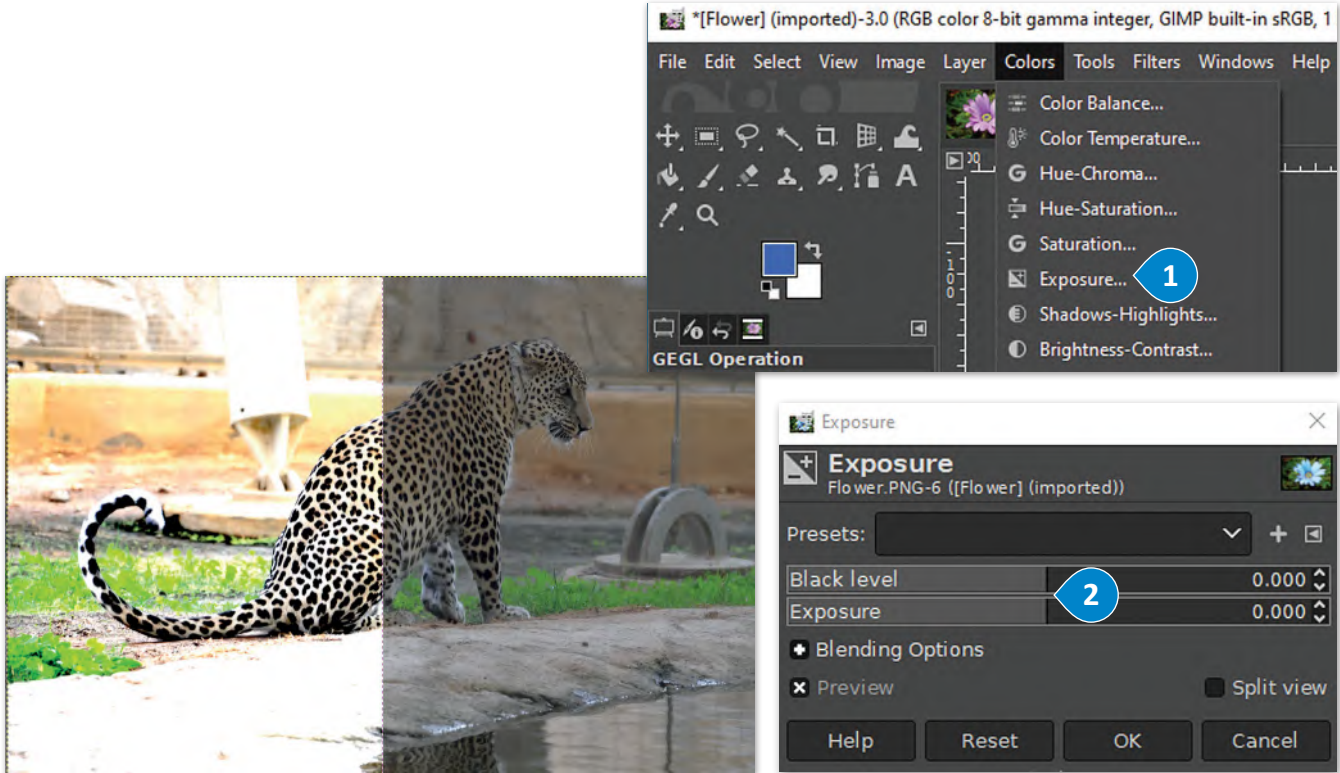 *[Flower] (imported)-3.0 (RGB color 8-bit gamma integer, GIMP built-in sRGB, 1
File Edit Select View Image Layer Colors Tools Filters Windows Help
Color Balance...
Color Temperature...
Hue-Chroma...
Hue-Saturation...
Saturation...
Exposure...
1
Shadows-Highlights...
Brightness-Contrast...
100
GEGL Operation
Exposure
Exposure
Flower.PNG-6 ([Flower] (imported))
Presets:
Black level 0.000
2
Exposure 0.000
Blending Options
Preview Split view
Help Reset OK Cancel